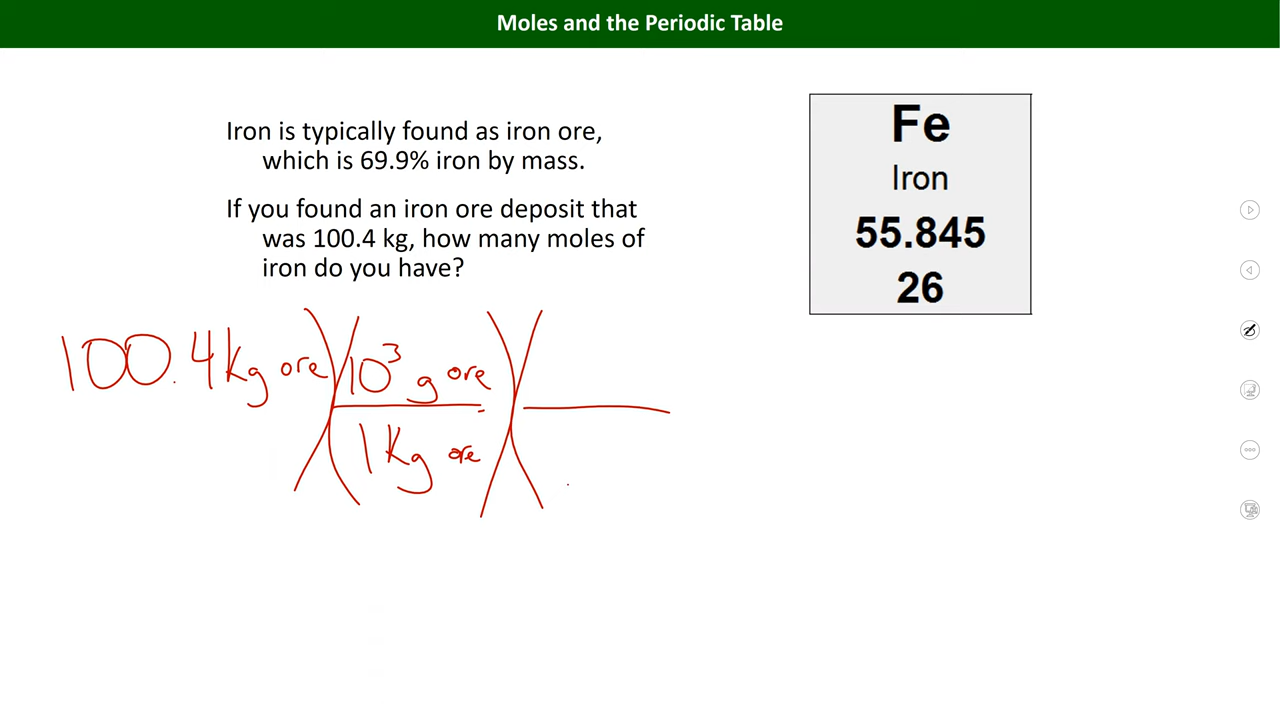 Moles and the Periodic Table
Iron is typically found as iron ore,
which is 69.9% iron by mass.
If you found an iron ore deposit that
was 100.4 kg, how many moles of
iron do you have?
Fe
Iron
55.845
26
100.4 kg ore 10³ g ore
1 kg ore